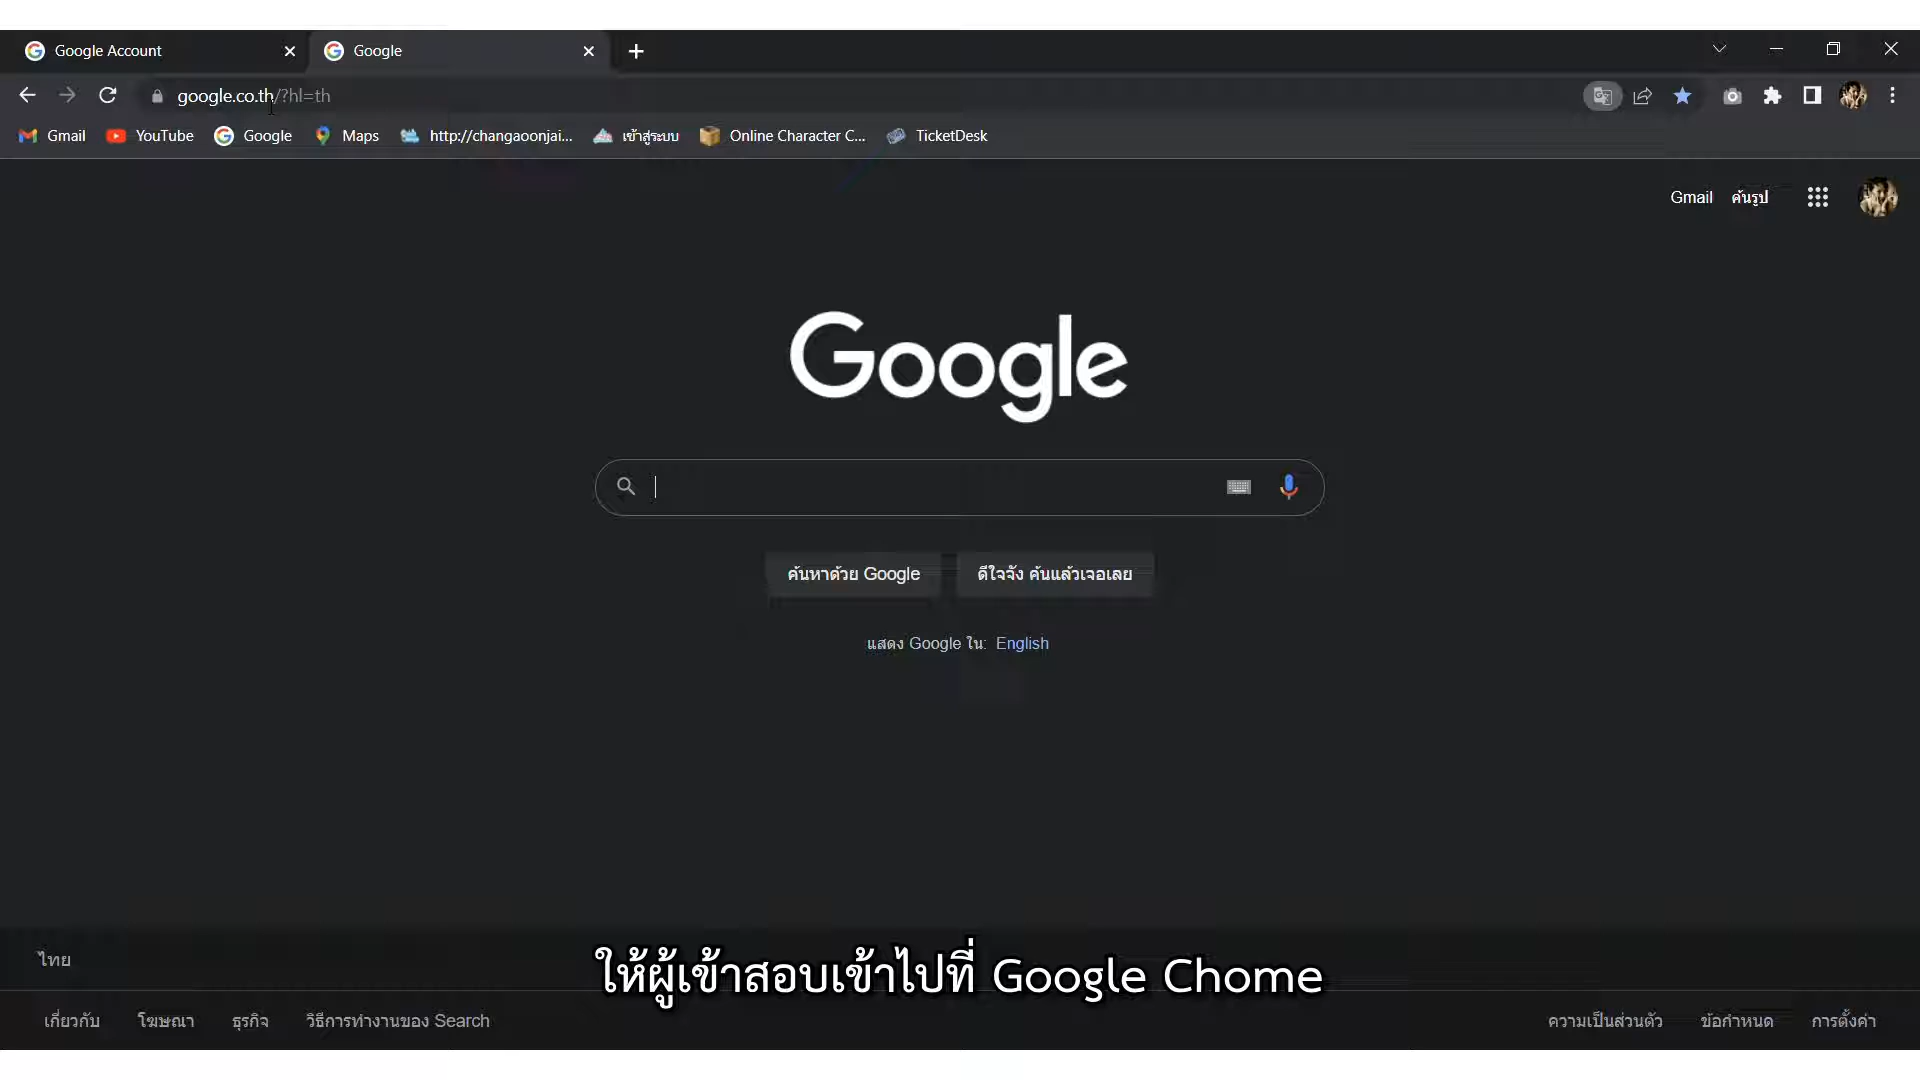 Google Account
Google
google.co.th/?hl=th
Gmail
YouTube
Google
Maps
http://changaoonjai...
เข้าสู่ระบบ
Online Character C...
TicketDesk
Gmail
ค้นรูป
Google
ค้นหาด้วย Google
ดีใจจัง ค้นแล้วเจอเลย
แสดง Google ใน: English
ไทย
ให้ผู้เข้าสอบเข้าไปที่ Google Chome
เกี่ยวกับ
โฆษณา
ธุรกิจ
วิธีการทำงานของ Search
ความเป็นส่วนตัว
ข้อกำหนด
การตั้งค่า